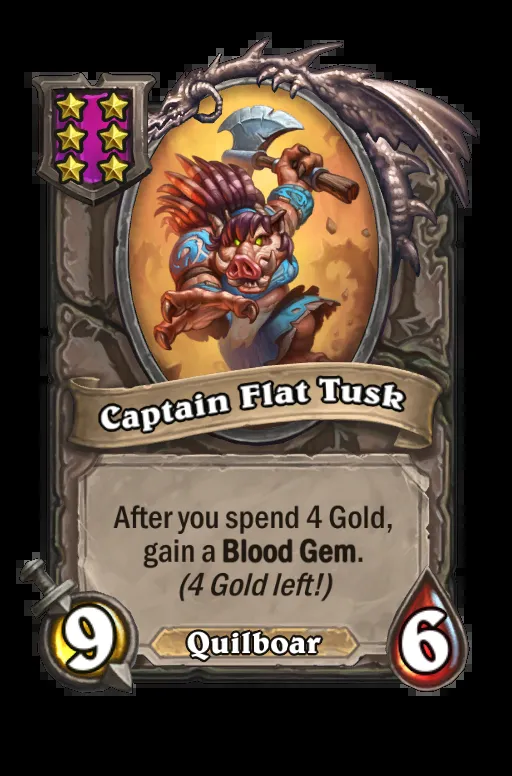 Captain Flat Tusk
After you spend 4 Gold,
gain a Blood Gem.
(4 Gold left!)
9
Quilboar
6